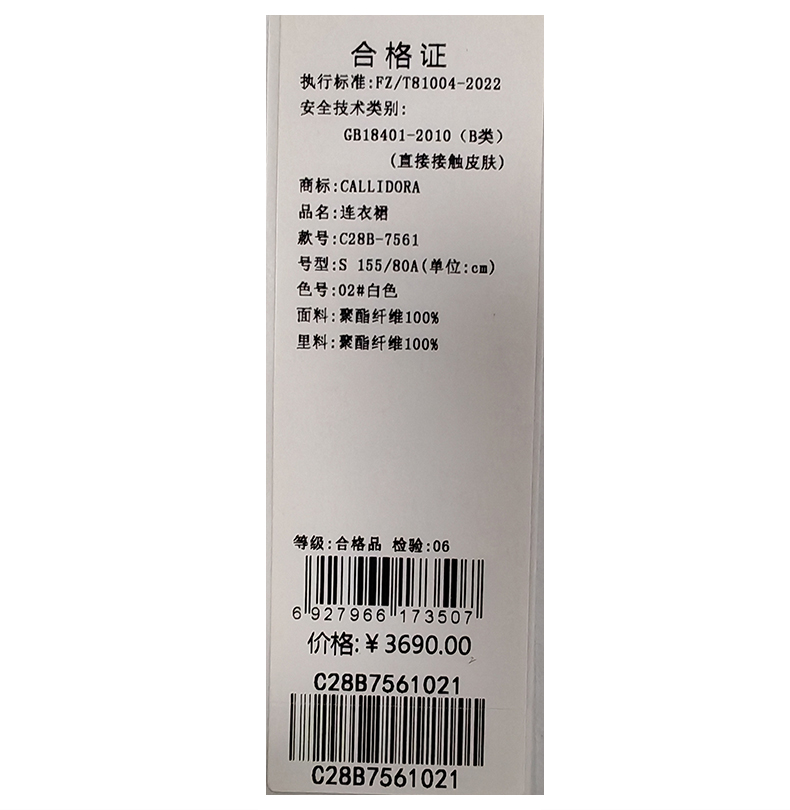 合格证
执行标准:FZ/T81004-2022
安全技术类别:
GB18401-2010（B类）
(直接接触皮肤)
商标:CALLIDORA
品名:连衣裙
款号:C28B-7561
号型:S 155/80A(单位:cm)
色号:02#白色
面料:聚酯纤维100%
里料:聚酯纤维100%
等级:合格品 检验:06
6 927966 173507
价格:￥3690.00
C28B7561021
C28B7561021